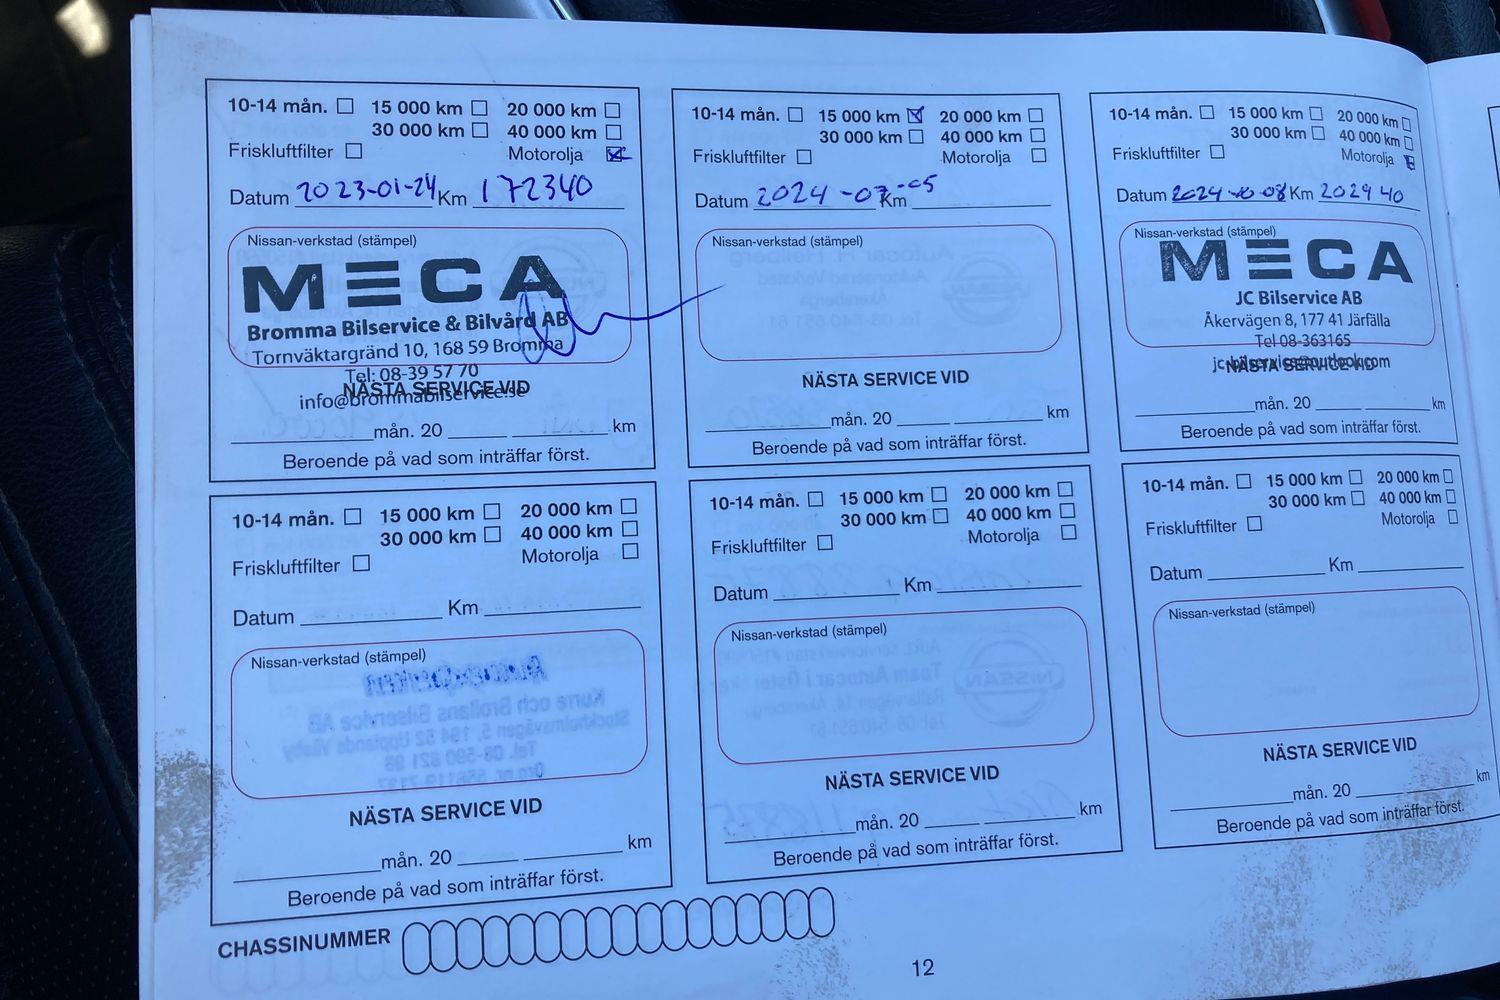 10-14 mån. 15 000 km 20 000 km
30 000 km 40 000 km
Friskluftfilter Motorolja
Datum 2023-01-24 Km 172340
Nissan-verkstad (stämpel)
MECA
Bromma Bilservice & Bilvård AB
Tornväktargränd 10, 168 59 Bromma
Tel: 08-39 57 70
NÄSTA SERVICE VID
info@brommabilservice.se
mån. 20 km
Beroende på vad som inträffar först.
10-14 mån. 15 000 km 20 000 km
30 000 km 40 000 km
Friskluftfilter Motorolja
Datum 2024-07-05 Km
Nissan-verkstad (stämpel)
NÄSTA SERVICE VID
mån. 20 km
Beroende på vad som inträffar först.
10-14 mån. 15 000 km 20 000 km
30 000 km 40 000 km
Friskluftfilter Motorolja
Datum 2024-10-08 Km 202940
Nissan-verkstad (stämpel)
MECA
JC Bilservice AB
Åkervägen 8, 177 41 Järfälla
Tel 08-363165
jc.bilservice@outlook.com
NÄSTA SERVICE VID
mån. 20 km
Beroende på vad som inträffar först.
10-14 mån. 15 000 km 20 000 km
30 000 km 40 000 km
Friskluftfilter Motorolja
Datum Km
Nissan-verkstad (stämpel)
NÄSTA SERVICE VID
mån. 20 km
Beroende på vad som inträffar först.
10-14 mån. 15 000 km 20 000 km
30 000 km 40 000 km
Friskluftfilter Motorolja
Datum Km
Nissan-verkstad (stämpel)
NÄSTA SERVICE VID
mån. 20 km
Beroende på vad som inträffar först.
10-14 mån. 15 000 km 20 000 km
30 000 km 40 000 km
Friskluftfilter Motorolja
Datum Km
Nissan-verkstad (stämpel)
NÄSTA SERVICE VID
mån. 20 km
Beroende på vad som inträffar först.
CHASSINUMMER
12